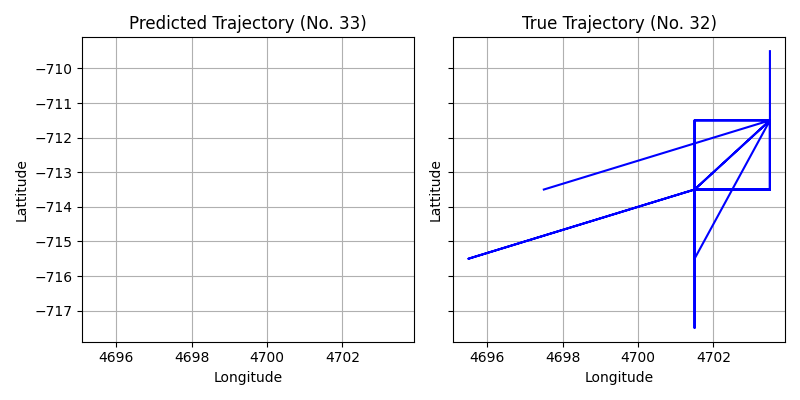 Predicted Trajectory (No. 33)
True Trajectory (No. 32)
Lattitude
−710
−711
−712
−713
−714
−715
−716
−717
4696 4698 4700 4702
Longitude
Lattitude
4696 4698 4700 4702
Longitude